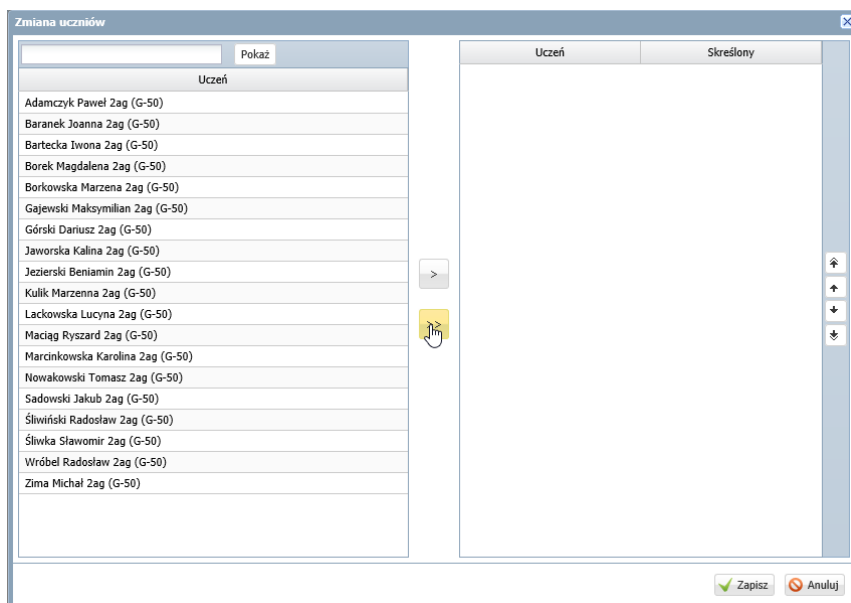 Zmiana uczniów
Pokaż
Uczeń
Adamczyk Paweł 2ag (G-50)
Baranek Joanna 2ag (G-50)
Bartecka Iwona 2ag (G-50)
Borek Magdalena 2ag (G-50)
Borkowska Marzena 2ag (G-50)
Gajewski Maksymilian 2ag (G-50)
Górski Dariusz 2ag (G-50)
Jaworska Kalina 2ag (G-50)
Jezierski Beniamin 2ag (G-50)
Kulik Marzenna 2ag (G-50)
Lackowska Lucyna 2ag (G-50)
Maciąg Ryszard 2ag (G-50)
Marcinkowska Karolina 2ag (G-50)
Nowakowski Tomasz 2ag (G-50)
Sadowski Jakub 2ag (G-50)
Śliwiński Radosław 2ag (G-50)
Śliwka Sławomir 2ag (G-50)
Wróbel Radosław 2ag (G-50)
Zima Michał 2ag (G-50)
>
>>
Uczeń Skreślony
Zapisz Anuluj